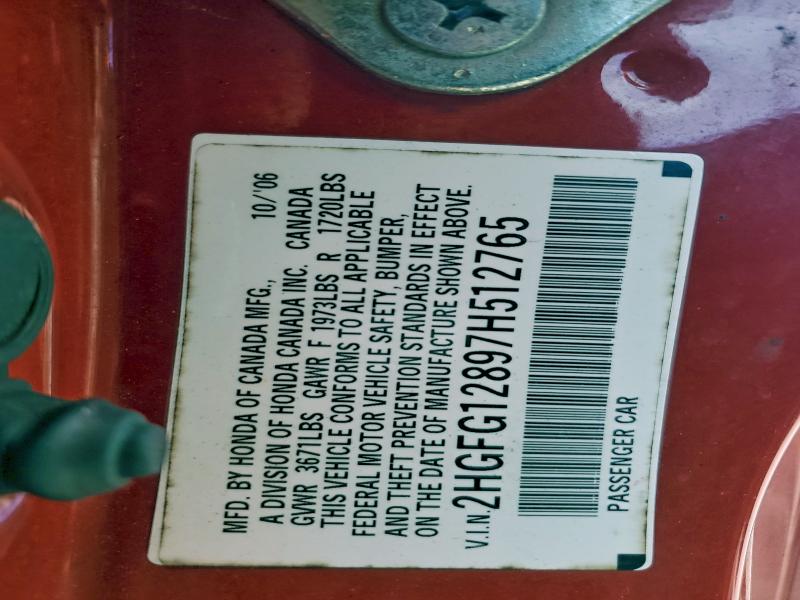 MFD. BY HONDA OF CANADA MFG., 10/'06
A DIVISION OF HONDA CANADA INC. CANADA
GVWR 3671LBS GAWR F 1973LBS R 1720LBS
THIS VEHICLE CONFORMS TO ALL APPLICABLE
FEDERAL MOTOR VEHICLE SAFETY, BUMPER,
AND THEFT PREVENTION STANDARDS IN EFFECT
ON THE DATE OF MANUFACTURE SHOWN ABOVE.
V.I.N. 2HGFG12897H512765
PASSENGER CAR